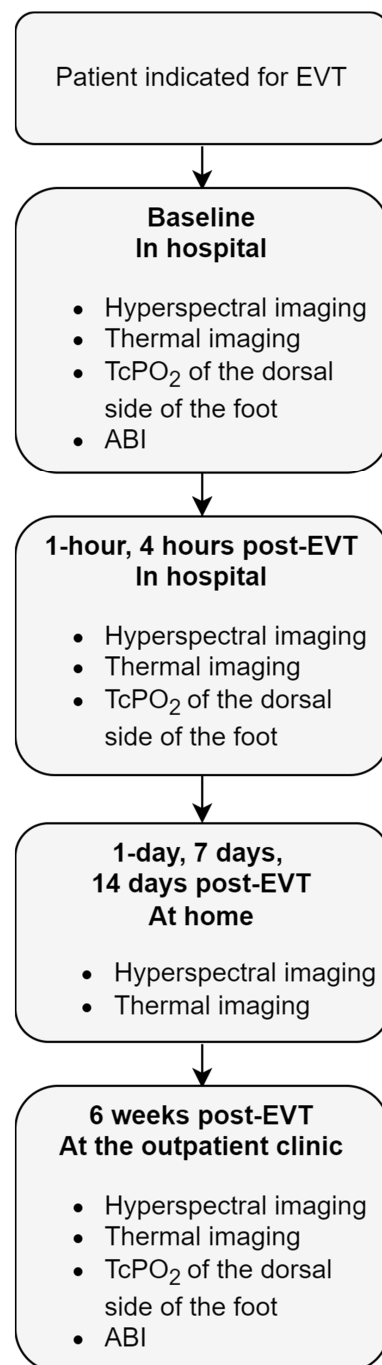 Patient indicated for EVT
Baseline
In hospital
• Hyperspectral imaging
• Thermal imaging
• TcPO₂ of the dorsal
side of the foot
• ABI
1-hour, 4 hours post-EVT
In hospital
• Hyperspectral imaging
• Thermal imaging
• TcPO₂ of the dorsal
side of the foot
1-day, 7 days,
14 days post-EVT
At home
• Hyperspectral imaging
• Thermal imaging
6 weeks post-EVT
At the outpatient clinic
• Hyperspectral imaging
• Thermal imaging
• TcPO₂ of the dorsal
side of the foot
• ABI